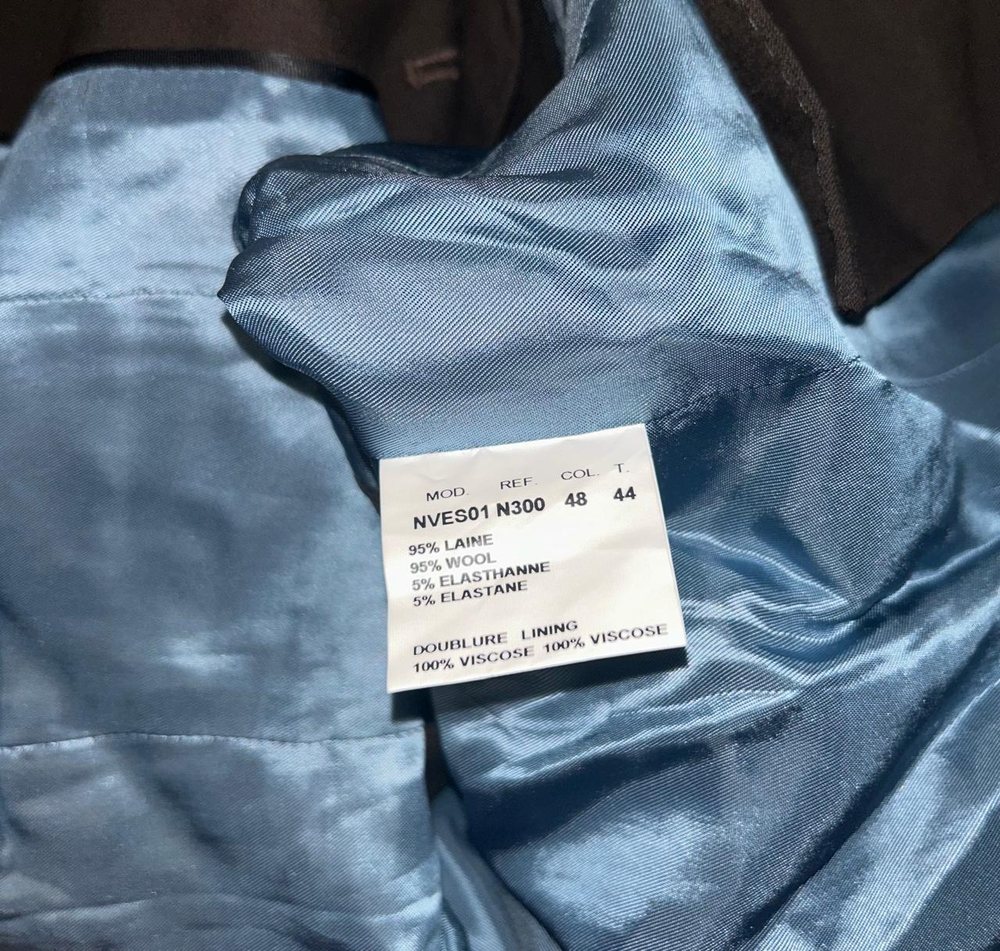 MOD. REF. COL. T.
NVES01 N300 48 44
95% LAINE
95% WOOL
5% ELASTHANNE
5% ELASTANE
DOUBLURE LINING
100% VISCOSE 100% VISCOSE